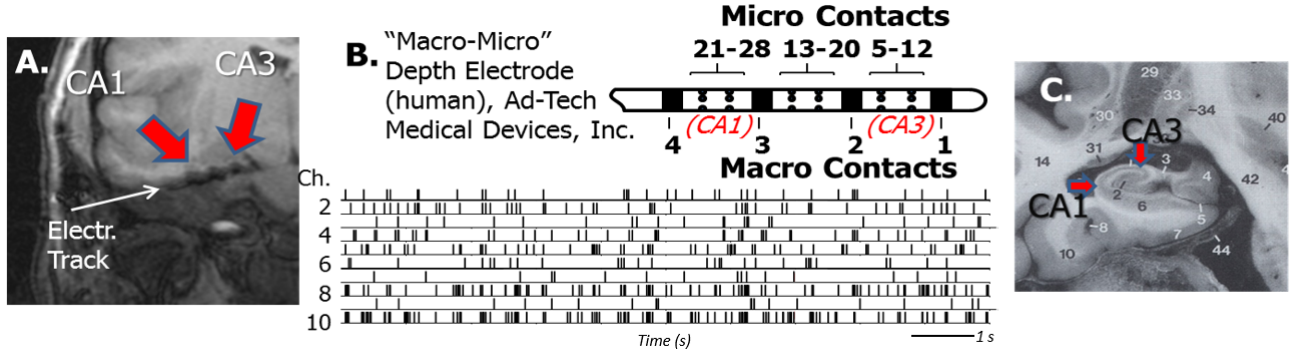 A.
CA1
CA3
Electr.
Track
B.
“Macro-Micro”
Depth Electrode
(human), Ad-Tech
Medical Devices, Inc.
Micro Contacts
21-28 13-20 5-12
(CA1) (CA3)
4 3 2 1
Macro Contacts
Ch.
2
4
6
8
10
Time (s)
1 s
C.
29
33
30
34
40
CA3
31
3
14
4
42
CA1
2
6
5
8
7
44
10